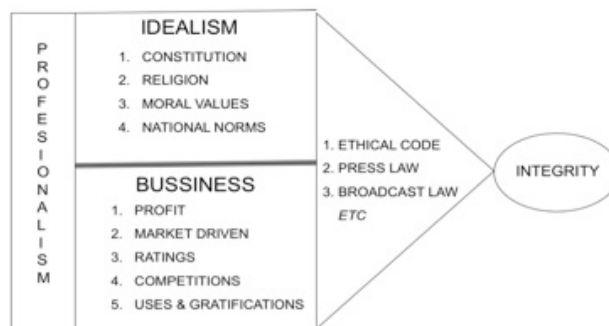 PROFESIONALISM
IDEALISM
1. CONSTITUTION
2. RELIGION
3. MORAL VALUES
4. NATIONAL NORMS
BUSSINESS
1. PROFIT
2. MARKET DRIVEN
3. RATINGS
4. COMPETITIONS
5. USES & GRATIFICATIONS
1. ETHICAL CODE
2. PRESS LAW
3. BROADCAST LAW
ETC
INTEGRITY